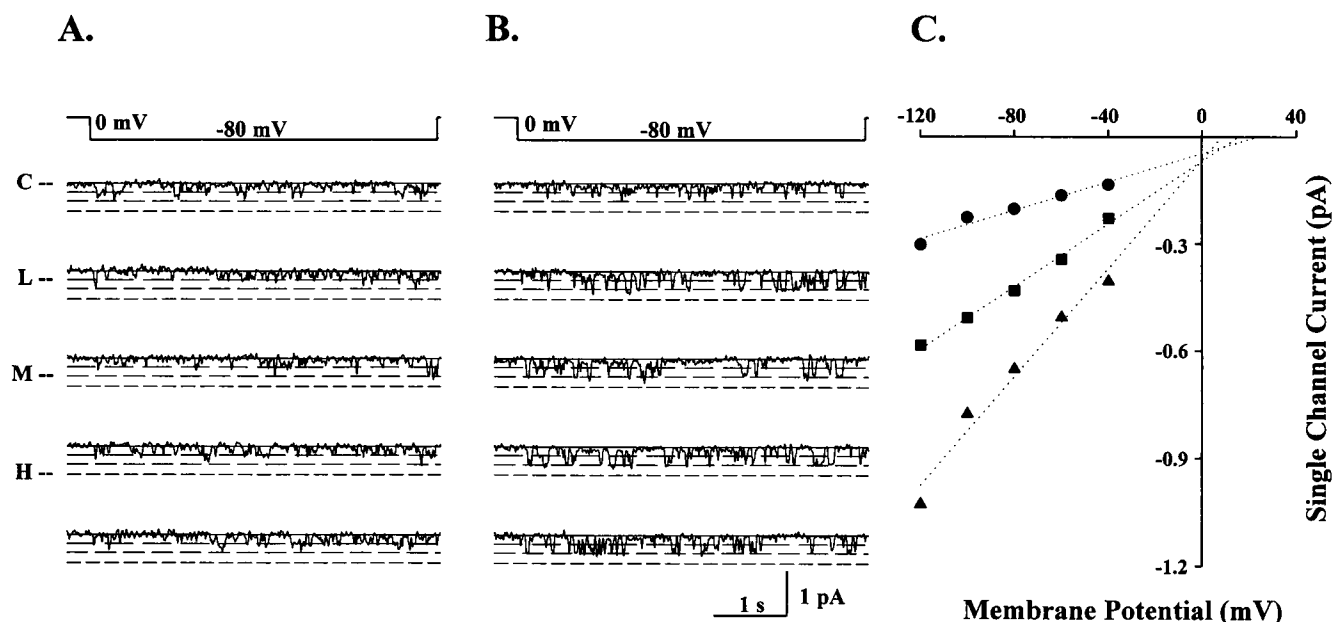 A.
B.
C.
0 mV -80 mV
0 mV -80 mV
-120 -80 -40 0 40
C --
L --
M --
H --
-0.3
-0.6
-0.9
-1.2
Single Channel Current (pA)
1 s
1 pA
Membrane Potential (mV)